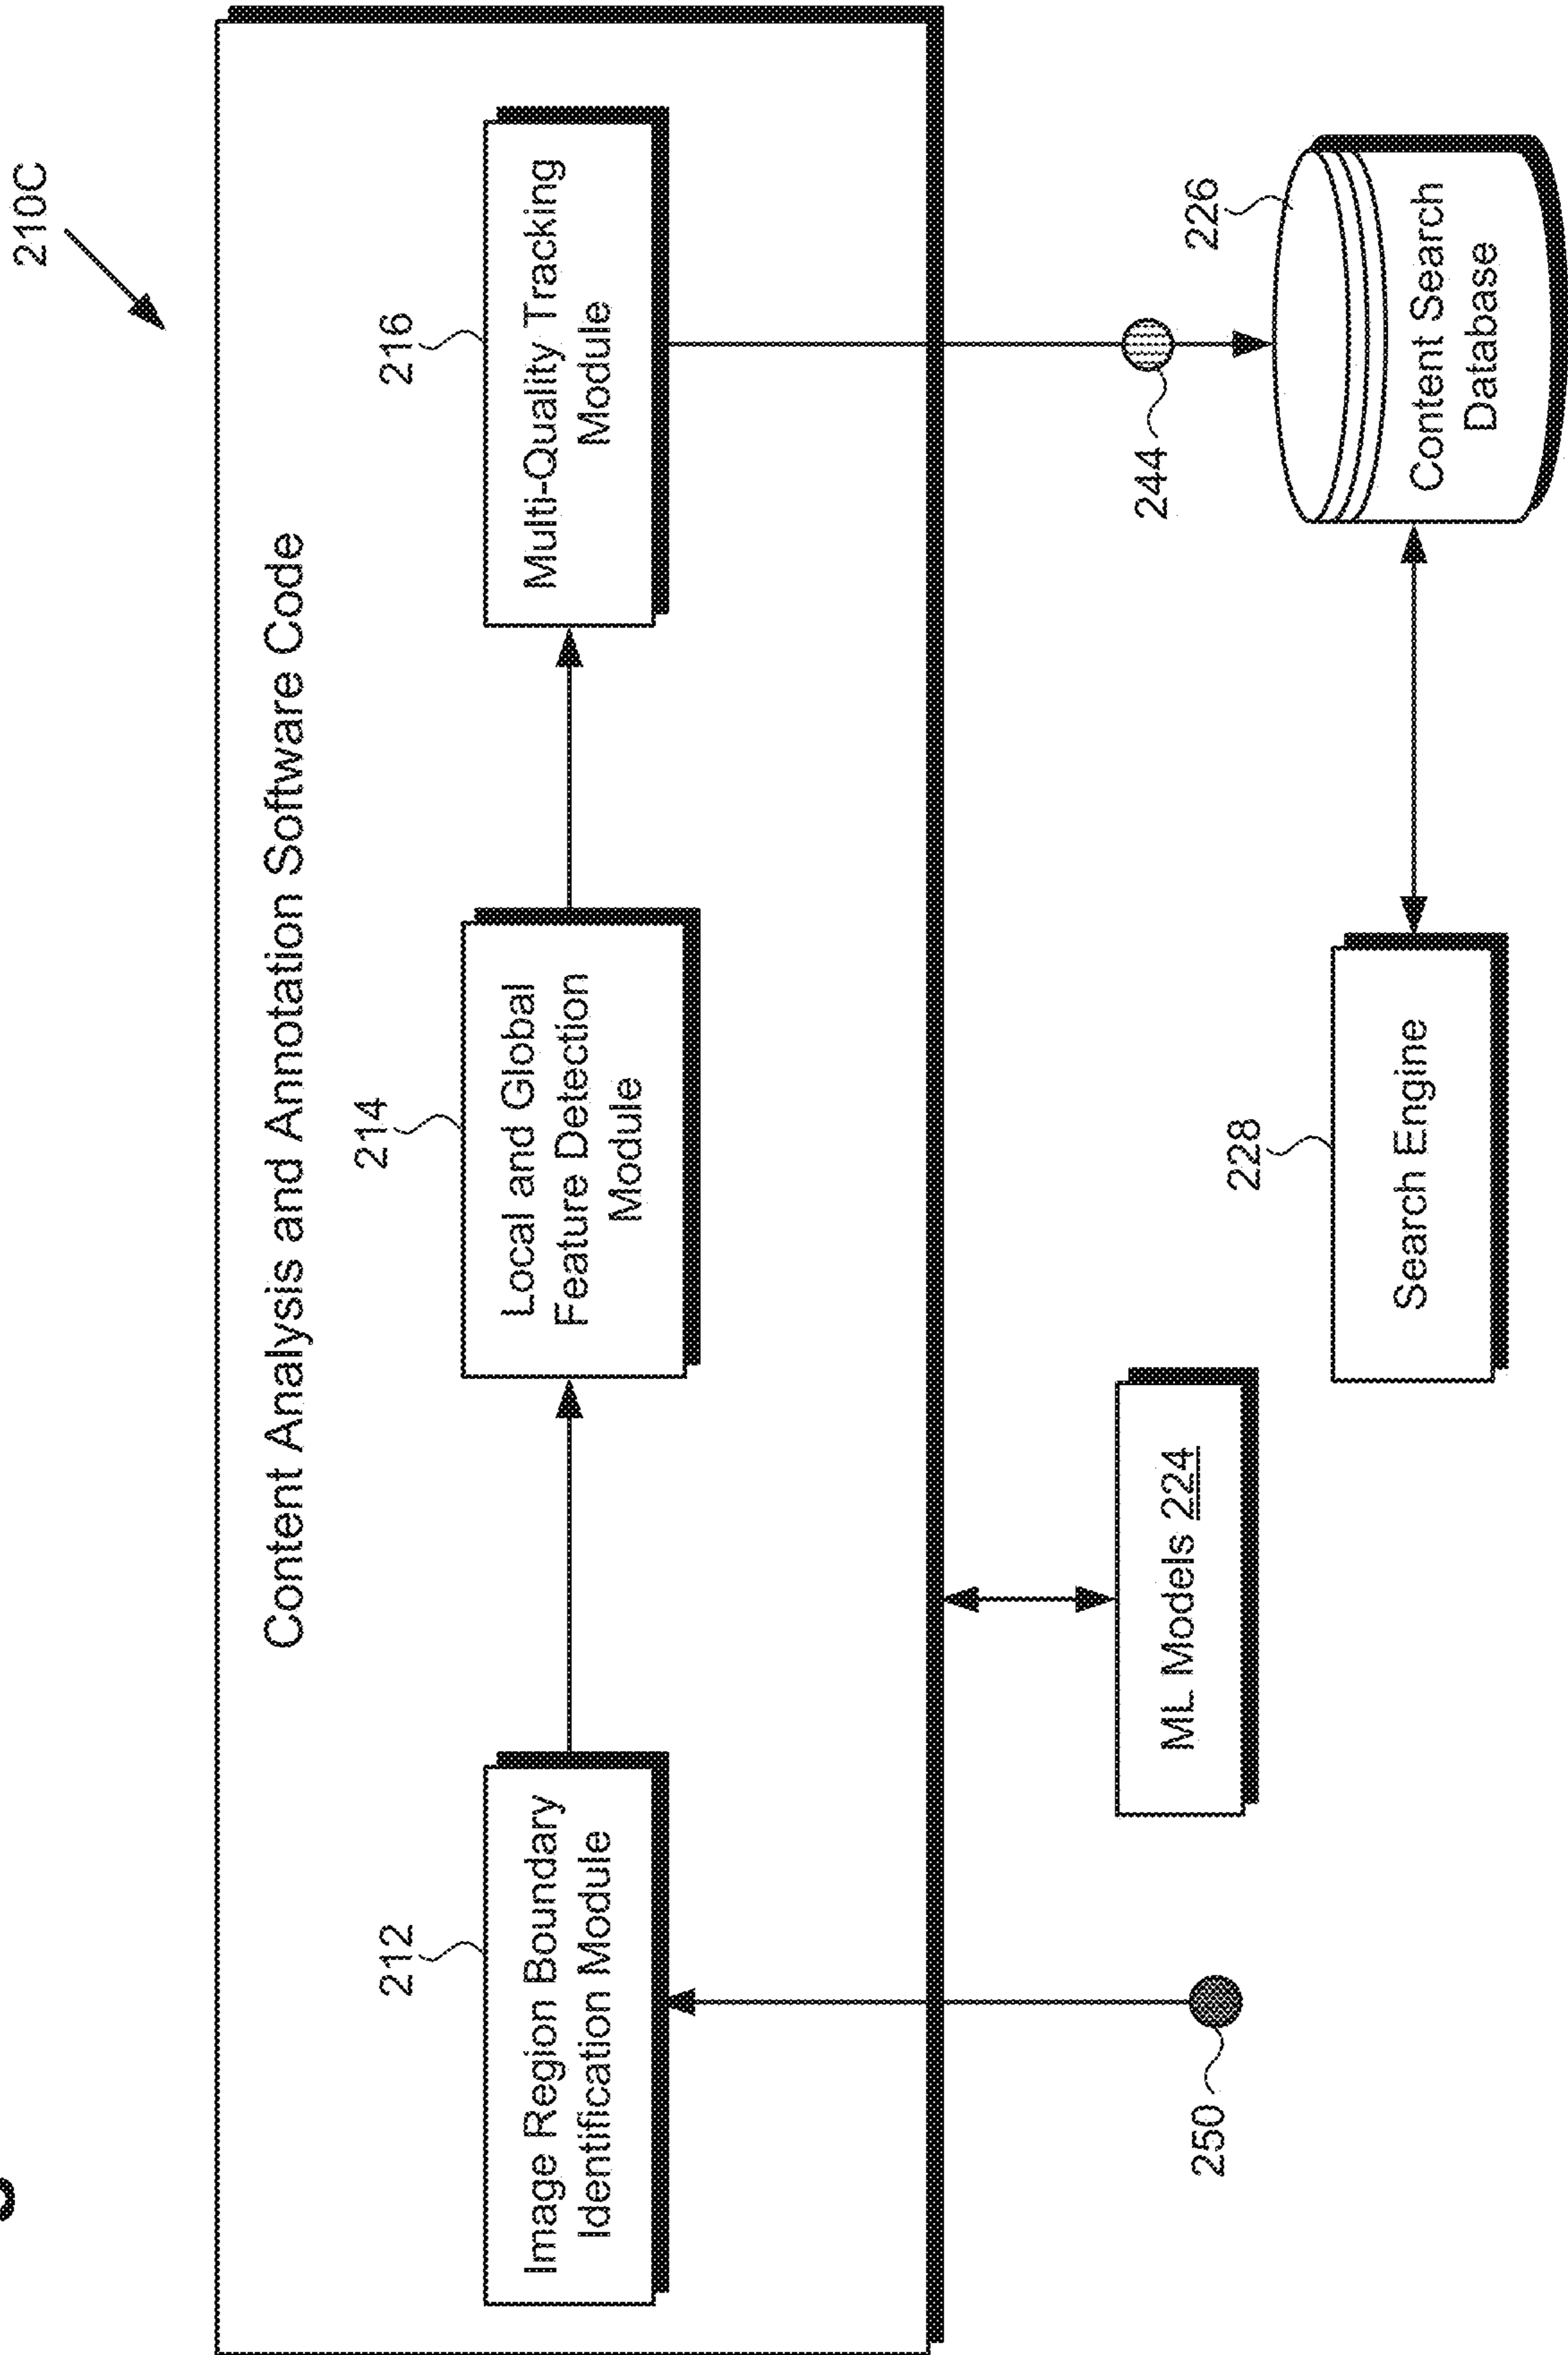 210C
Content Analysis and Annotation Software Code
212
Image Region Boundary
Identification Module
214
Local and Global
Feature Detection
Module
216
Multi-Quality Tracking
Module
250
ML Models 224
244
228
Search Engine
226
Content Search
Database